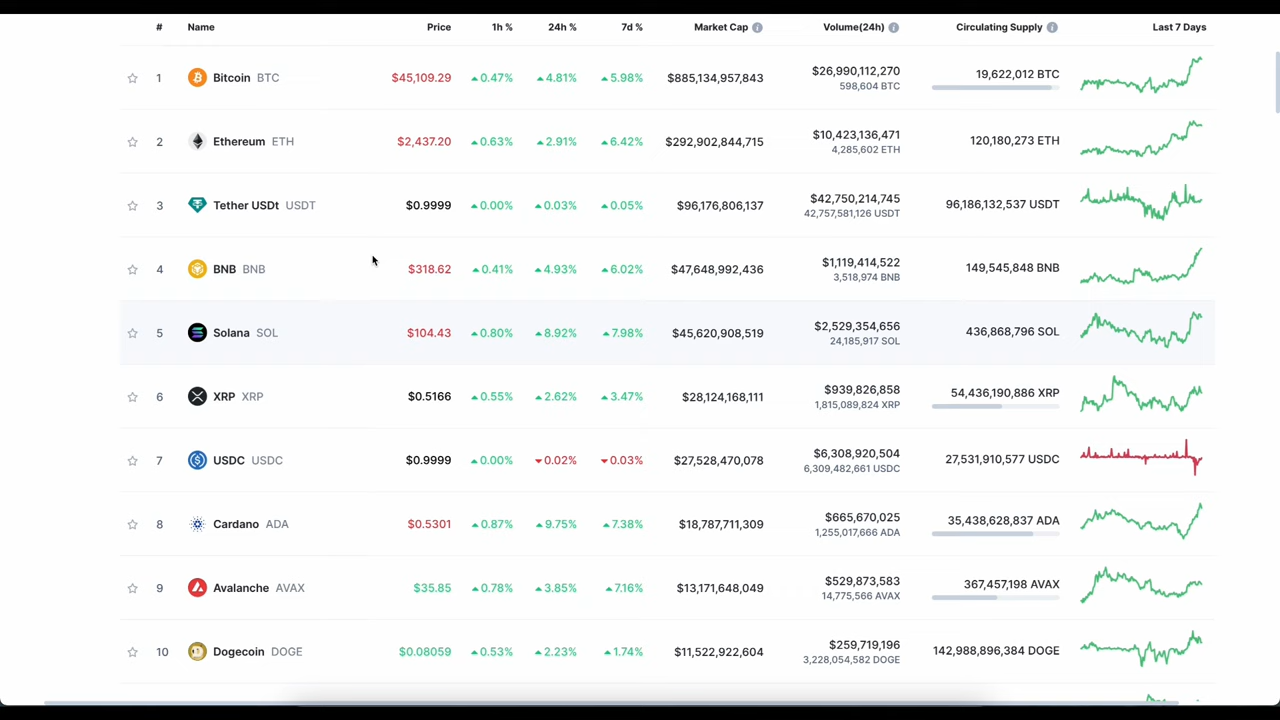 # Name Price 1h % 24h % 7d % Market Cap Volume(24h) Circulating Supply Last 7 Days
1 Bitcoin BTC $45,109.29 0.47% 4.81% 5.98% $885,134,957,843 $26,990,112,270 19,622,012 BTC
598,604 BTC
2 Ethereum ETH $2,437.20 0.63% 2.91% 6.42% $292,902,844,715 $10,423,136,471 120,180,273 ETH
4,285,602 ETH
3 Tether USDt USDT $0.9999 0.00% 0.03% 0.05% $96,176,806,137 $42,750,214,745 96,186,132,537 USDT
42,757,581,126 USDT
4 BNB BNB $318.62 0.41% 4.93% 6.02% $47,648,992,436 $1,119,414,522 149,545,848 BNB
3,518,974 BNB
5 Solana SOL $104.43 0.80% 8.92% 7.98% $45,620,908,519 $2,529,354,656 436,868,796 SOL
24,185,917 SOL
6 XRP XRP $0.5166 0.55% 2.62% 3.47% $28,124,168,111 $939,826,858 54,436,190,886 XRP
1,815,089,824 XRP
7 USDC USDC $0.9999 0.00% 0.02% 0.03% $27,528,470,078 $6,308,920,504 27,531,910,577 USDC
6,309,482,661 USDC
8 Cardano ADA $0.5301 0.87% 9.75% 7.38% $18,787,711,309 $665,670,025 35,438,628,837 ADA
1,255,017,666 ADA
9 Avalanche AVAX $35.85 0.78% 3.85% 7.16% $13,171,648,049 $529,873,583 367,457,198 AVAX
14,775,566 AVAX
10 Dogecoin DOGE $0.08059 0.53% 2.23% 1.74% $11,522,922,604 $259,719,196 142,988,896,384 DOGE
3,228,054,582 DOGE